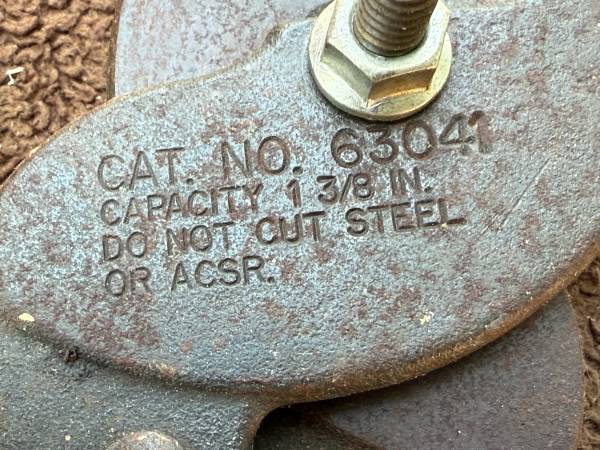 CAT. NO. 63041
CAPACITY 1 3/8 IN.
DO NOT CUT STEEL
OR ACSR.